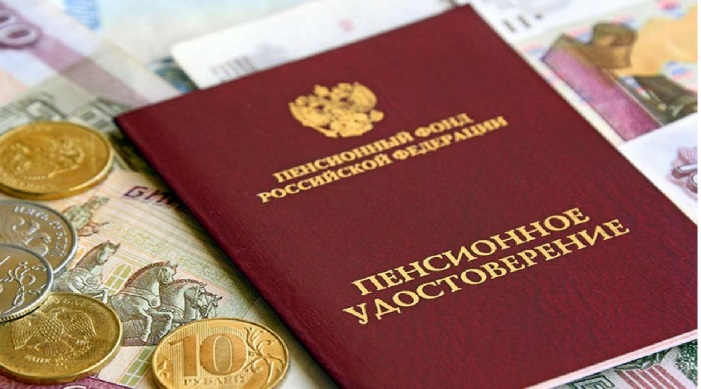 ПЕНСИОННЫЙ ФОНД
РОССИЙСКОЙ ФЕДЕРАЦИИ
ПЕНСИОННОЕ
УДОСТОВЕРЕНИЕ
10
РУБЛЕЙ